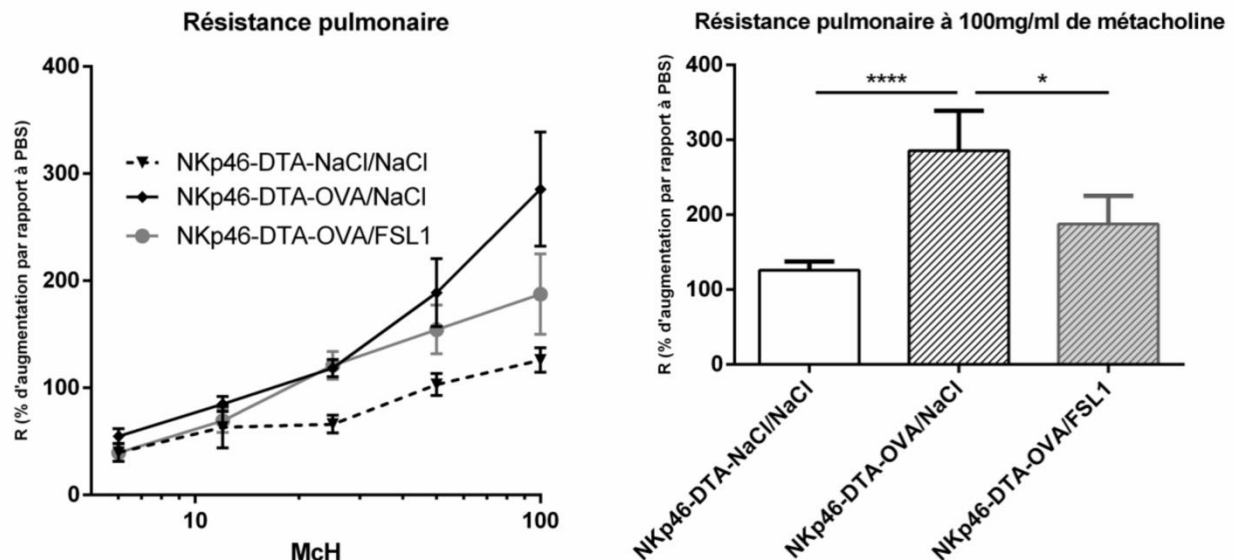 Résistance pulmonaire
R (% d'augmentation par rapport à PBS)
400
300
200
100
0
NKp46-DTA-NaCl/NaCl
NKp46-DTA-OVA/NaCl
NKp46-DTA-OVA/FSL1
10
100
McH
Résistance pulmonaire à 100mg/ml de métacholine
R (% d'augmentation par rapport à PBS)
400
300
200
100
0
****
*
NKp46-DTA-NaCl/NaCl
NKp46-DTA-OVA/NaCl
NKp46-DTA-OVA/FSL1